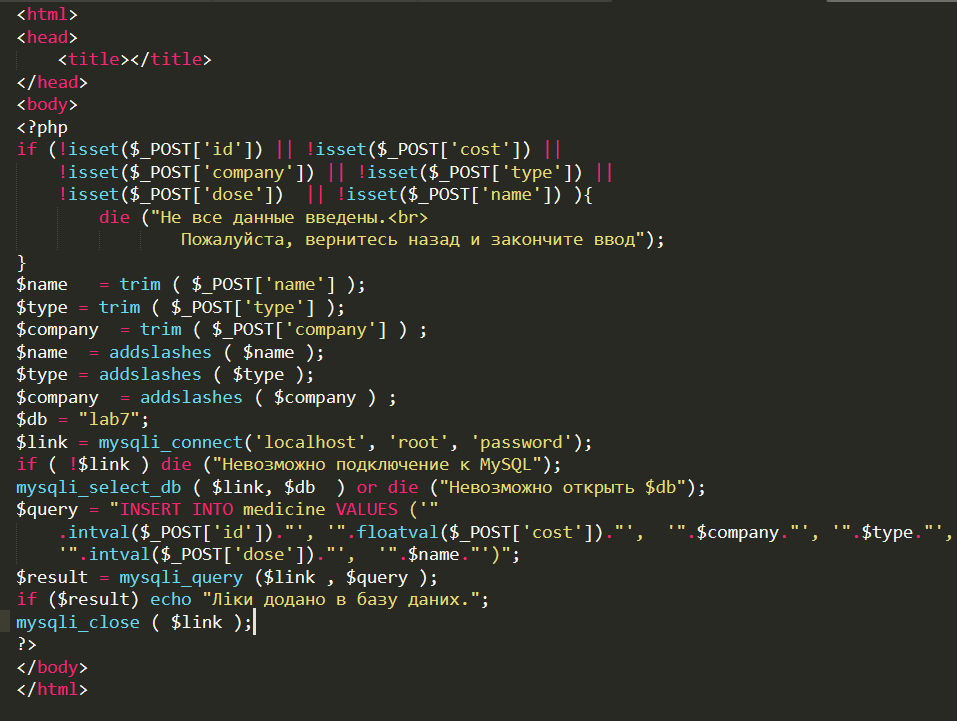 <html>
<head>
    <title></title>
</head>
<body>
<?php
if (!isset($_POST['id']) || !isset($_POST['cost']) ||
    !isset($_POST['company']) || !isset($_POST['type']) ||
    !isset($_POST['dose'])  || !isset($_POST['name']) ){
        die ("Не все данные введены.<br>
                Пожалуйста, вернитесь назад и закончите ввод");
}
$name   = trim ( $_POST['name'] );
$type = trim ( $_POST['type'] );
$company  = trim ( $_POST['company'] ) ;
$name  = addslashes ( $name );
$type = addslashes ( $type );
$company  = addslashes ( $company ) ;
$db = "lab7";
$link = mysqli_connect('localhost', 'root', 'password');
if ( !$link ) die ("Невозможно подключение к MySQL");
mysqli_select_db ( $link, $db  ) or die ("Невозможно открыть $db");
$query = "INSERT INTO medicine VALUES ('"
    .intval($_POST['id'])."', '".floatval($_POST['cost'])."',  '".$company."', '".$type."',
    '".intval($_POST['dose'])."',  '".$name."')";
$result = mysqli_query ($link , $query );
if ($result) echo "Ліки додано в базу даних.";
mysqli_close ( $link );
?>
</body>
</html>